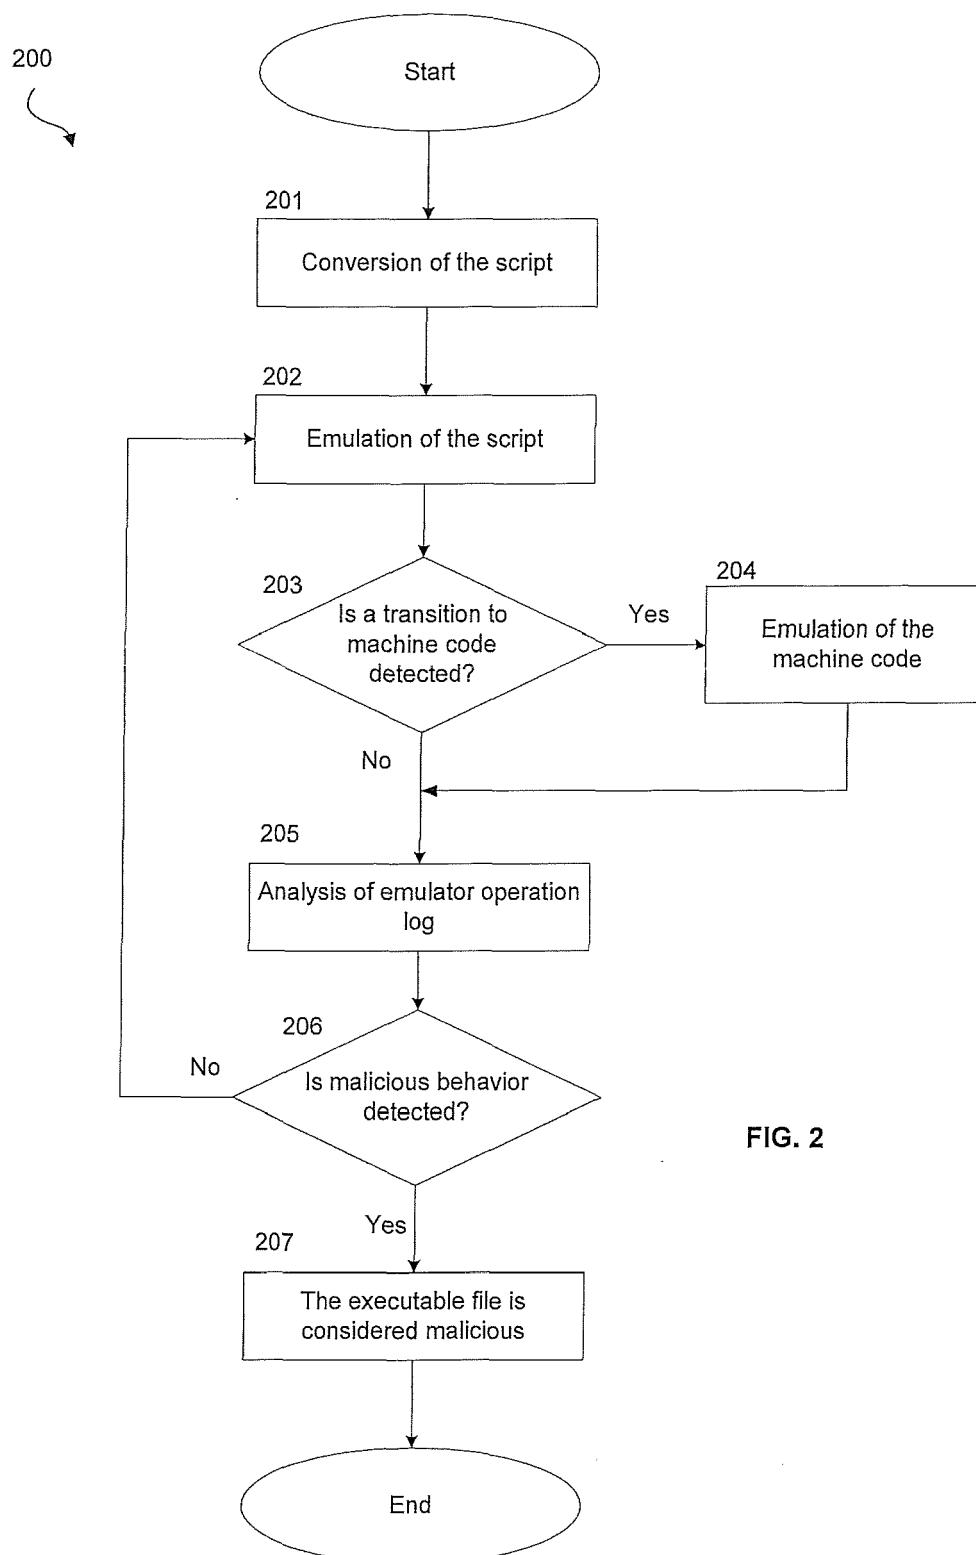 200
Start
201
Conversion of the script
202
Emulation of the script
203
Is a transition to
machine code
detected?
Yes
204
Emulation of the
machine code
No
205
Analysis of emulator operation
log
206
No
Is malicious behavior
detected?
FIG. 2
Yes
207
The executable file is
considered malicious
End